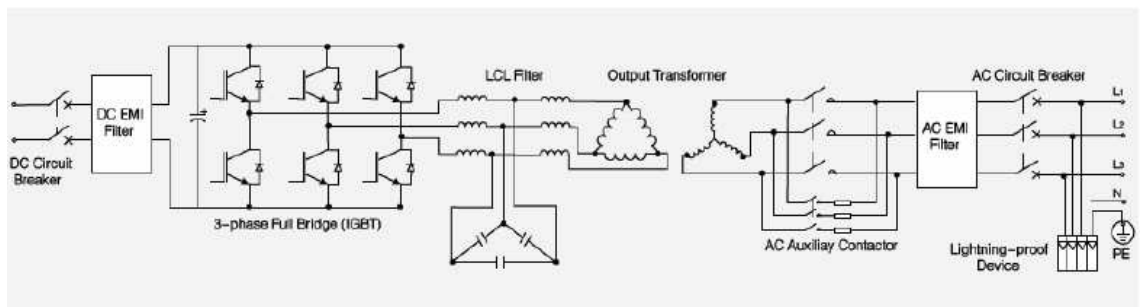 DC Circuit
Breaker
DC EMI
Filter
3-phase Full Bridge (IGBT)
LCL Filter
Output Transformer
AC Auxiliay Contactor
AC EMI
Filter
AC Circuit Breaker
L1
L2
L3
N
PE
Lightning-proof
Device